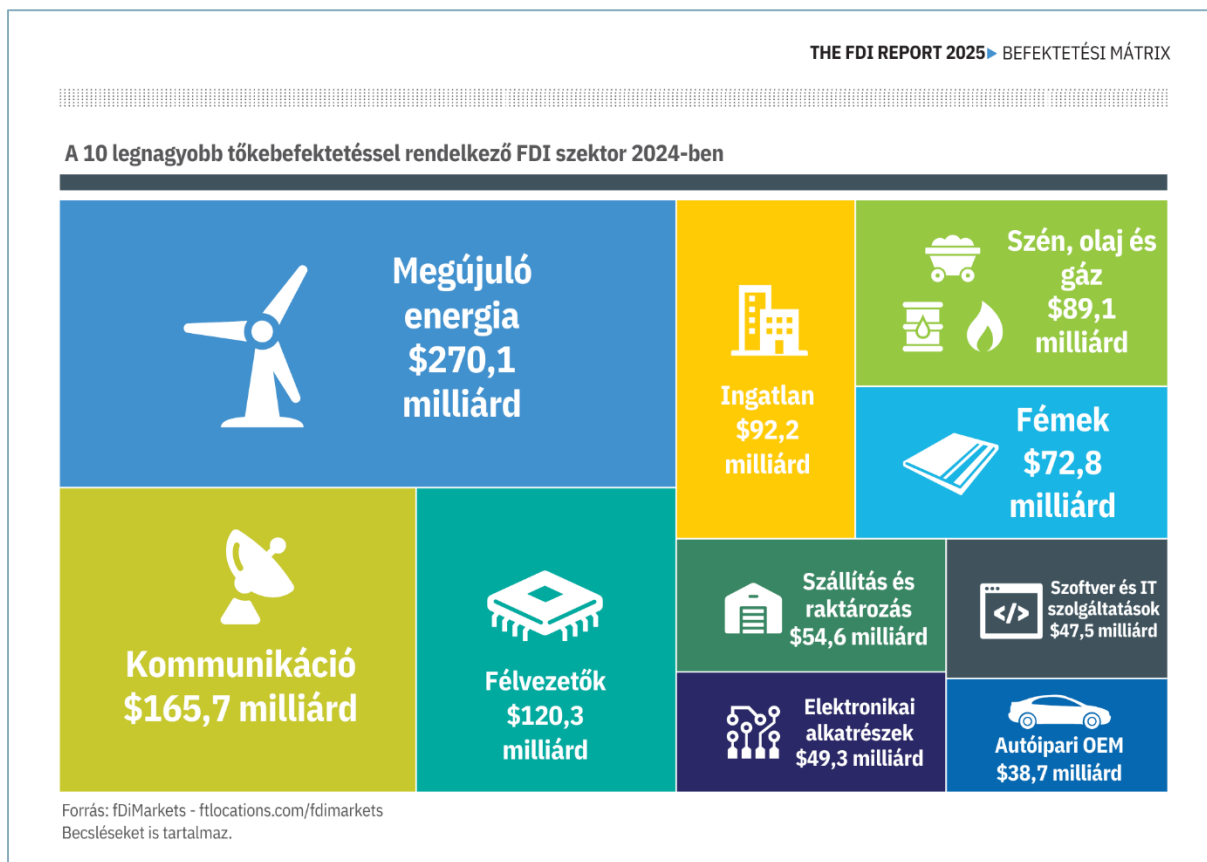 THE FDI REPORT 2025▶ BEFEKTETÉSI MÁTRIX
A 10 legnagyobb tőkebefektetéssel rendelkező FDI szektor 2024-ben
Megújuló
energia
$270,1
milliárd
Ingatlan
$92,2
milliárd
Szén, olaj és
gáz
$89,1
milliárd
Fémek
$72,8
milliárd
Kommunikáció
$165,7 milliárd
Félvezetők
$120,3
milliárd
Szállítás és
raktározás
$54,6 milliárd
</>
Szoftver és IT
szolgáltatások
$47,5 milliárd
Elektronikai
alkatrészek
$49,3 milliárd
Autóipari OEM
$38,7 milliárd
Forrás: fDiMarkets - ftlocations.com/fdimarkets
Becsléseket is tartalmaz.